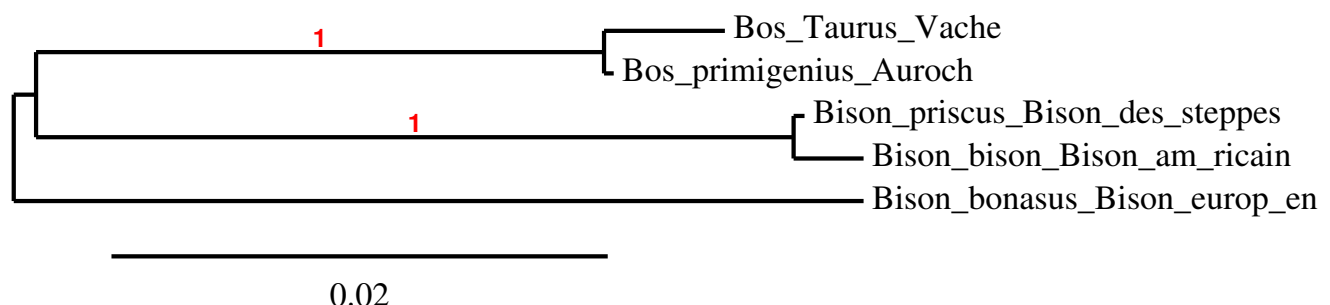 1
Bos_Taurus_Vache
Bos_primigenius_Auroch
1
Bison_priscus_Bison_des_steppes
Bison_bison_Bison_am_ricain
Bison_bonasus_Bison_europ_en
0.02